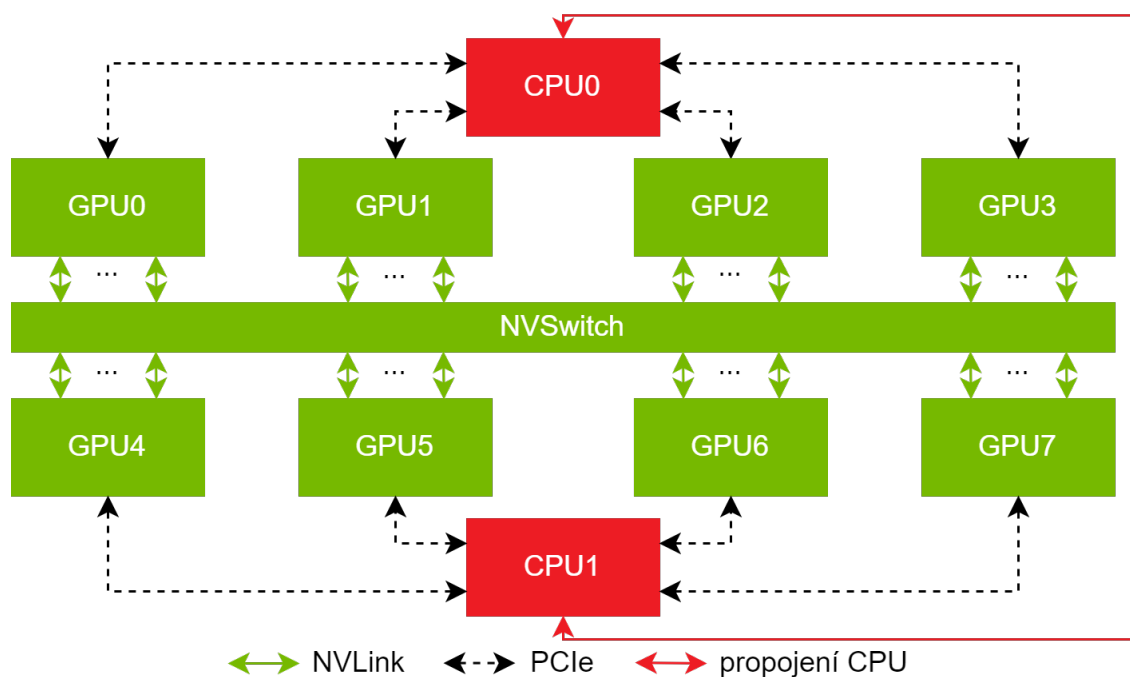 CPU0
GPU0 GPU1 GPU2 GPU3
... ... ... ...
NVSwitch
... ... ... ...
GPU4 GPU5 GPU6 GPU7
CPU1
NVLink PCIe propojení CPU